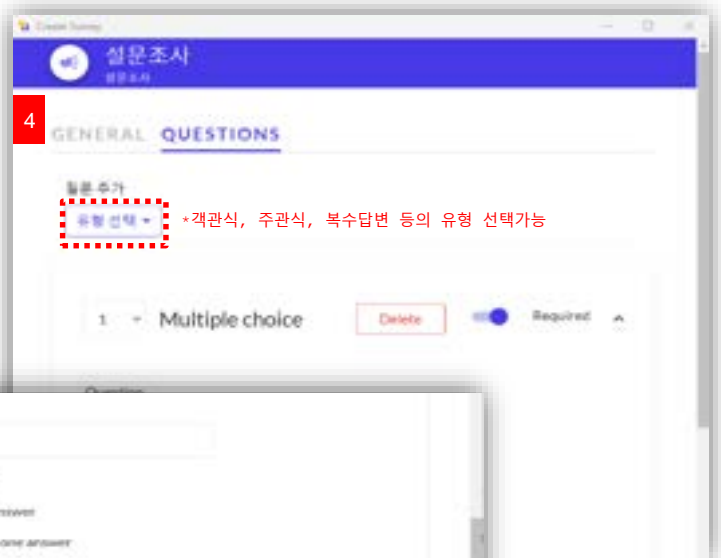 Create Survey
설문조사
설문조사
4
GENERAL QUESTIONS
질문 추가
유형 선택
*객관식, 주관식, 복수답변 등의 유형 선택가능
1 Multiple choice Delete Required
Question
nswer
one answer